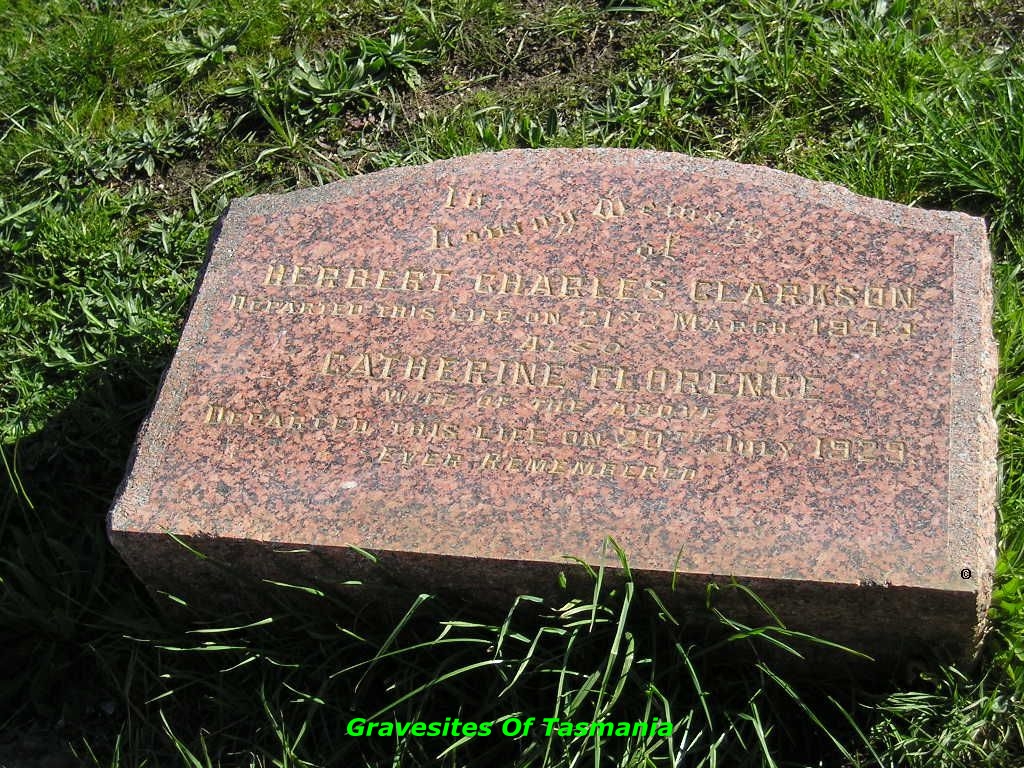 In Loving Memory
of
HERBERT CHARLES CLARKSON
DEPARTED THIS LIFE ON 21ST MARCH 1944
ALSO
CATHERINE FLORENCE
WIFE OF THE ABOVE
DEPARTED THIS LIFE ON 20TH JULY 1929
EVER REMEMBERED
©
Gravesites Of Tasmania